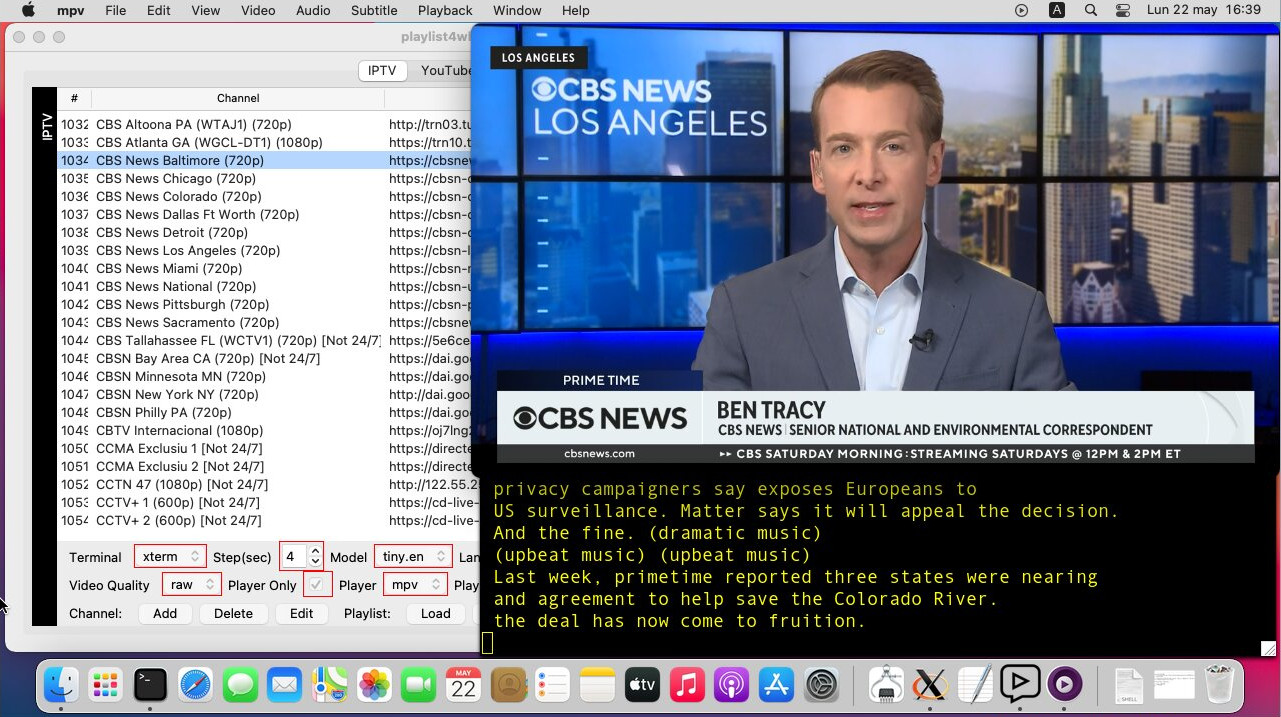 mpv File Edit View Video Audio Subtitle Playback Window Help A Lun 22 may 16:39
playlist4wh
IPTV YouTube
IPTV
# Channel
1032 CBS Altoona PA (WTAJ1) (720p) http://trn03.tu
1033 CBS Atlanta GA (WGCL-DT1) (1080p) https://trn10.t
1034 CBS News Baltimore (720p) https://cbsnew
1035 CBS News Chicago (720p) https://cbsn-c
1036 CBS News Colorado (720p) https://cbsn-c
1037 CBS News Dallas Ft Worth (720p) https://cbsn-c
1038 CBS News Detroit (720p) https://cbsn-c
1039 CBS News Los Angeles (720p) https://cbsn-l
1040 CBS News Miami (720p) https://cbsn-r
1041 CBS News National (720p) https://cbsn-
1042 CBS News Pittsburgh (720p) https://cbsn-p
1043 CBS News Sacramento (720p) https://cbsne
1044 CBS Tallahassee FL (WCTV1) (720p) [Not 24/7] https://5e6ce
1045 CBSN Bay Area CA (720p) [Not 24/7] https://dai.goo
1046 CBSN Minnesota MN (720p) https://dai.go
1047 CBSN New York NY (720p) http://dai.goo
1048 CBSN Philly PA (720p) https://dai.goo
1049 CBTV Internacional (1080p) https://oj7lng2
1050 CCMA Exclusiu 1 [Not 24/7] https://directe
1051 CCMA Exclusiu 2 [Not 24/7] https://directe
1052 CCTN 47 (1080p) [Not 24/7] http://122.55.2
1053 CCTV+ 1 (600p) [Not 24/7] https://cd-live-
1054 CCTV+ 2 (600p) [Not 24/7] https://cd-live-
Terminal xterm Step(sec) 4 Model tiny.en Lan
Video Quality raw Player Only Player mpv Play
Channel: Add Delete Edit Playlist: Load
LOS ANGELES
CBS NEWS
LOS ANGELES
PRIME TIME
CBS NEWS
BEN TRACY
CBS NEWS | SENIOR NATIONAL AND ENVIRONMENTAL CORRESPONDENT
cbsnews.com CBS SATURDAY MORNING: STREAMING SATURDAYS @ 12PM & 2PM ET
privacy campaigners say exposes Europeans to
US surveillance. Matter says it will appeal the decision.
And the fine. (dramatic music)
(upbeat music) (upbeat music)
Last week, primetime reported three states were nearing
and agreement to help save the Colorado River.
the deal has now come to fruition.
MAY
22
tv
SHELL